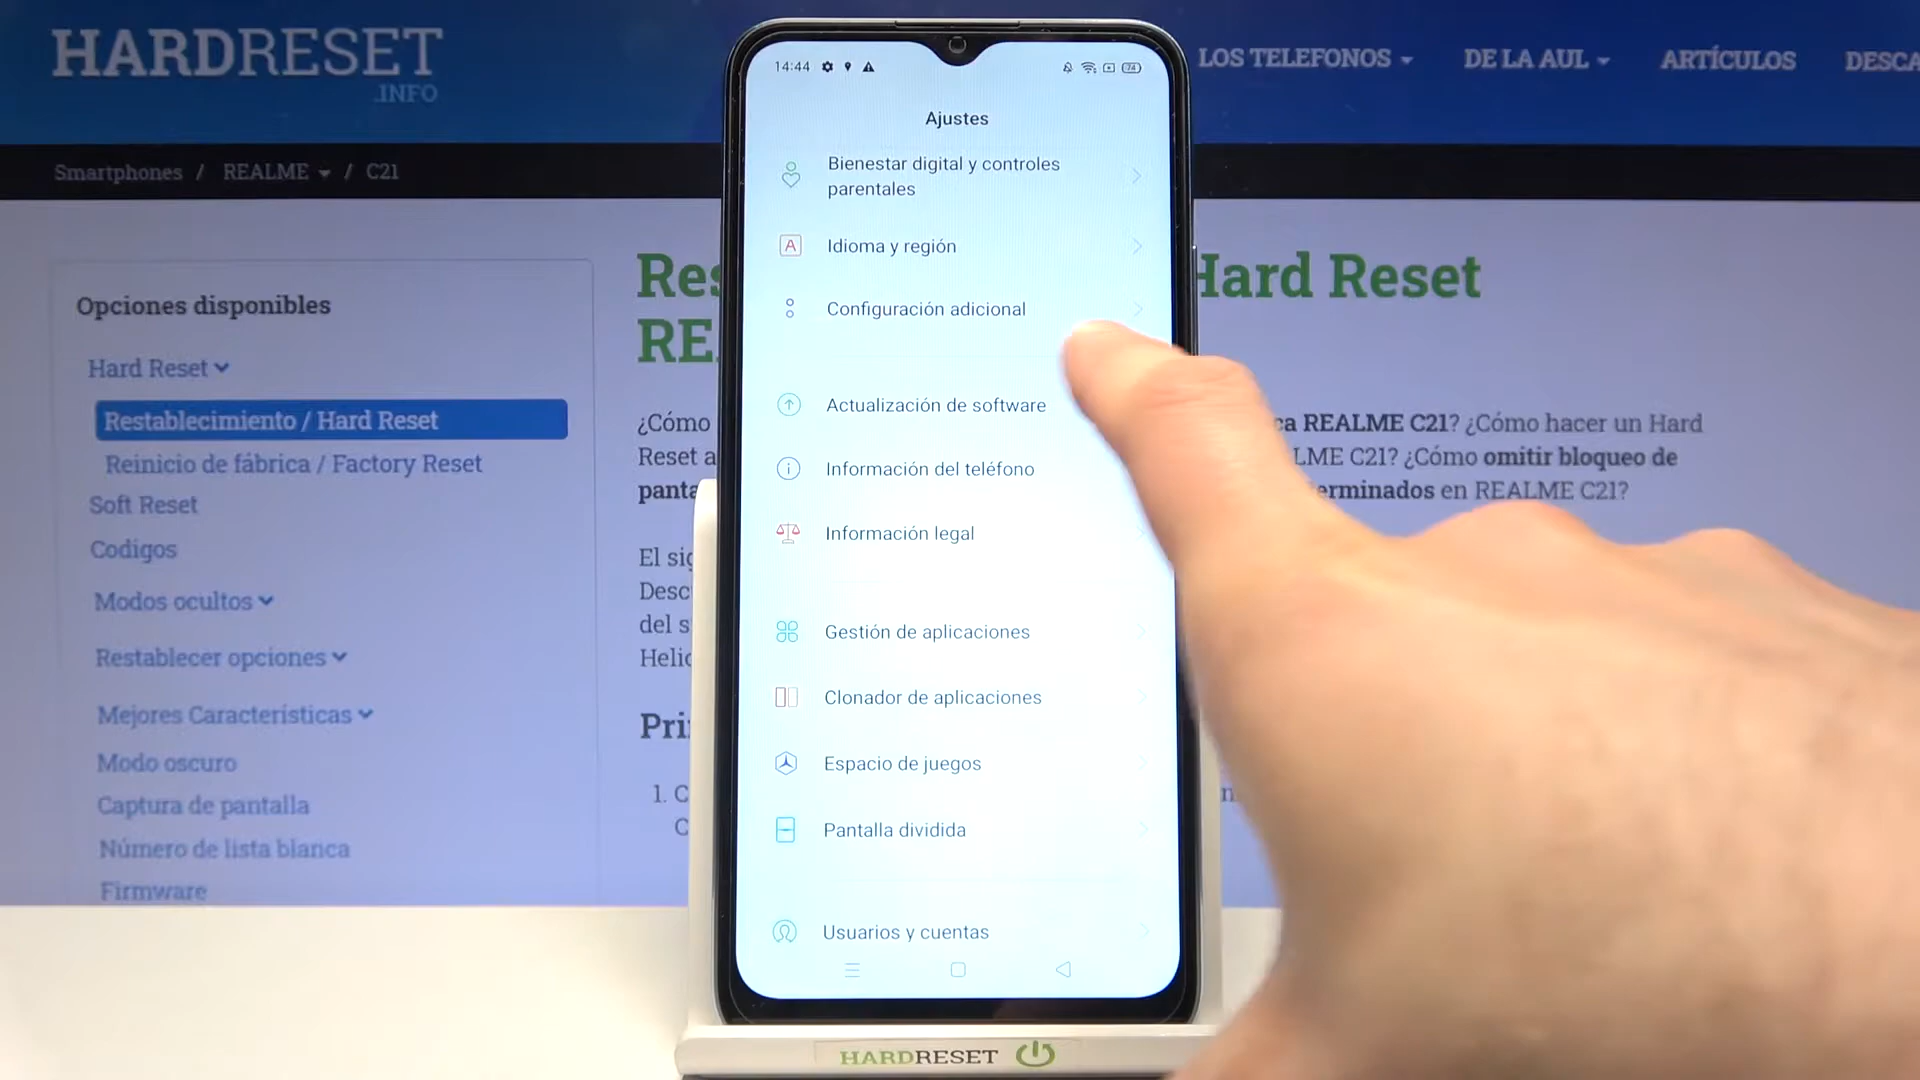 HARDRESET
.INFO
LOS TELEFONOS
DE LA AUL
ARTÍCULOS
DESCA
Smartphones / REALME / C21
Opciones disponibles
Hard Reset
Restablecimiento / Hard Reset
Reinicio de fábrica / Factory Reset
Soft Reset
Codigos
Modos ocultos
Restablecer opciones
Mejores Características
Modo oscuro
Captura de pantalla
Número de lista blanca
Firmware
Hard Reset
¿Cómo
ca REALME C21? ¿Cómo hacer un Hard
Reset a
LME C21? ¿Cómo omitir bloqueo de
en REALME C21?
El
del
1.
14:44
74
Ajustes
Bienestar digital y controles
parentales
A
Idioma y región
Configuración adicional
Actualización de software
Información del teléfono
Información legal
Gestión de aplicaciones
Clonador de aplicaciones
Espacio de juegos
Pantalla dividida
Usuarios y cuentas
HARDRESET